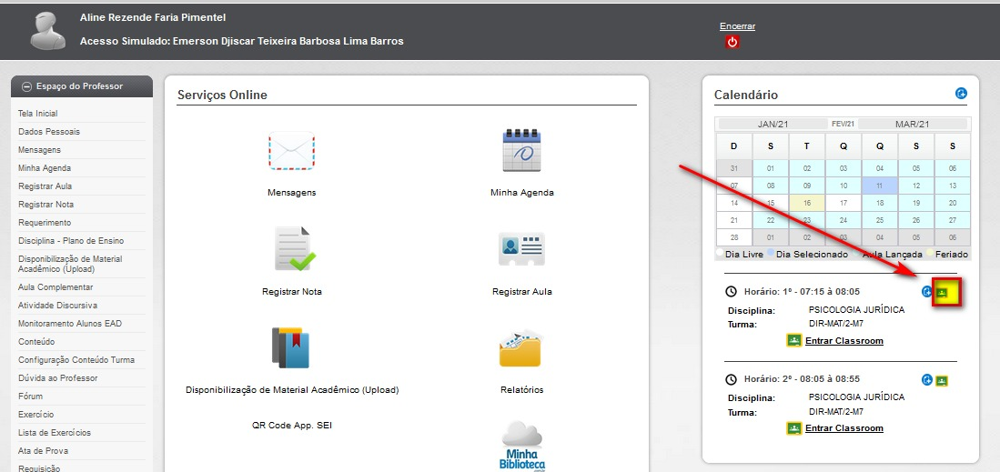 Aline Rezende Faria Pimentel
Acesso Simulado: Emerson Djiscar Teixeira Barbosa Lima Barros
Encerrar
Espaço do Professor
Tela Inicial
Dados Pessoais
Mensagens
Minha Agenda
Registrar Aula
Registrar Nota
Requerimento
Disciplina - Plano de Ensino
Disponibilização de Material
Acadêmico (Upload)
Aula Complementar
Atividade Discursiva
Monitoramento Alunos EAD
Conteúdo
Configuração Conteúdo Turma
Dúvida ao Professor
Fórum
Exercício
Lista de Exercícios
Ata de Prova
Requisição
Serviços Online
Mensagens
Minha Agenda
Registrar Nota
Registrar Aula
Disponibilização de Material Acadêmico (Upload)
Relatórios
QR Code App. SEI
Minha
Biblioteca
Calendário
JAN/21 FEV/21 MAR/21
D S T Q Q S S
31 01 02 03 04 05 06
07 08 09 10 11 12 13
14 15 16 17 18 19 20
21 22 23 24 25 26 27
28 01 02 03 04 05 06
Dia Livre Dia Selecionado Aula Lançada Feriado
Horário: 1º - 07:15 à 08:05
Disciplina: PSICOLOGIA JURÍDICA
Turma: DIR-MAT/2-M7
Entrar Classroom
Horário: 2º - 08:05 à 08:55
Disciplina: PSICOLOGIA JURÍDICA
Turma: DIR-MAT/2-M7
Entrar Classroom